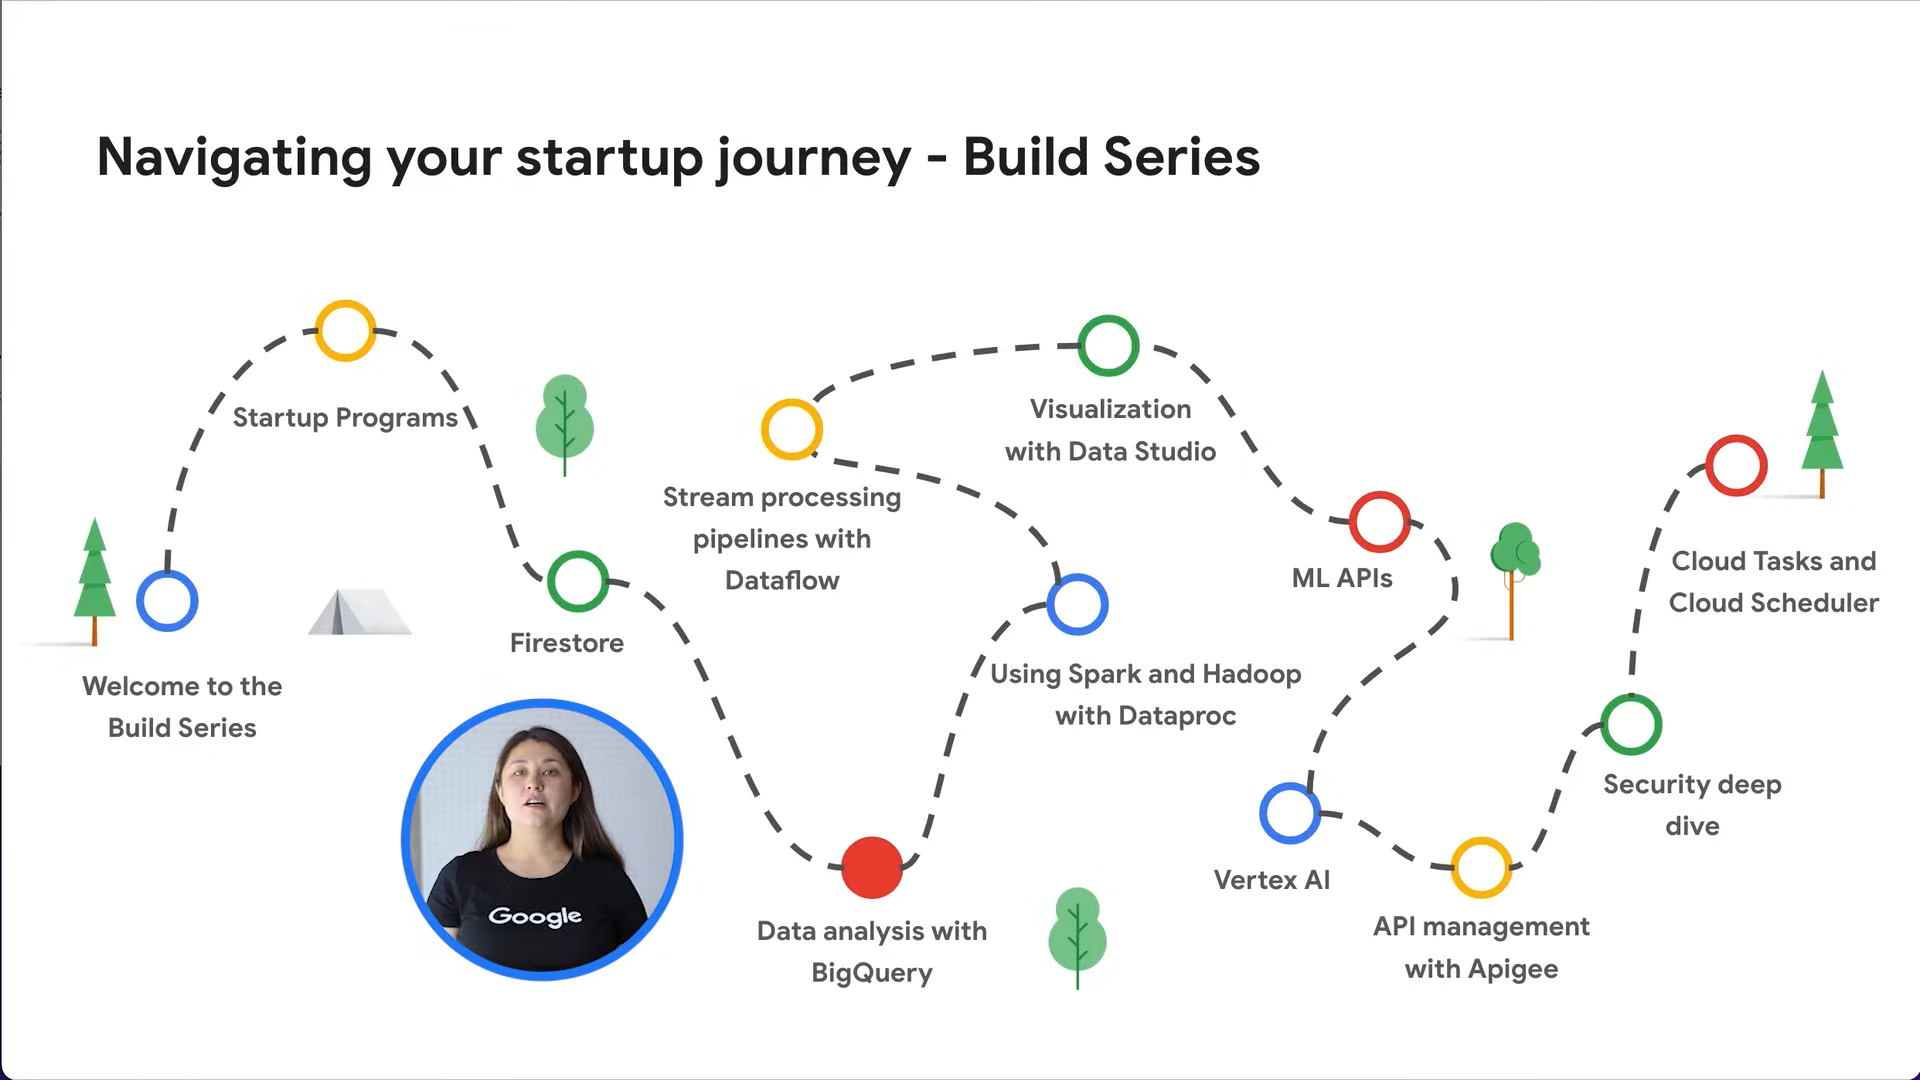 Navigating your startup journey - Build Series
Welcome to the
Build Series
Startup Programs
Firestore
Google
Data analysis with
BigQuery
Using Spark and Hadoop
with Dataproc
Stream processing
pipelines with
Dataflow
Visualization
with Data Studio
ML APIs
Vertex AI
API management
with Apigee
Security deep
dive
Cloud Tasks and
Cloud Scheduler